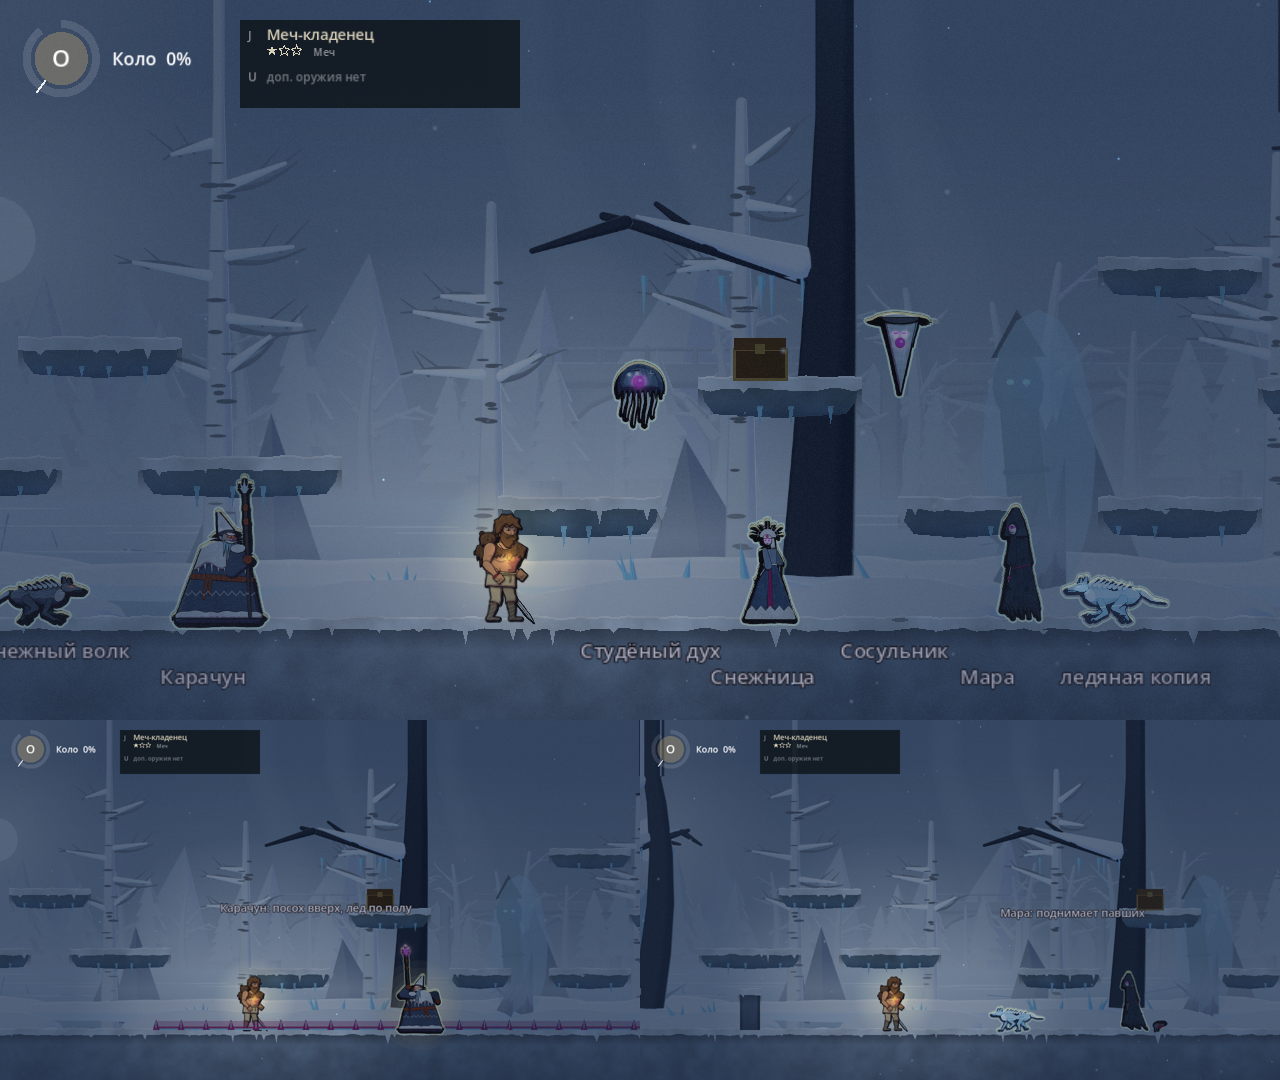 О
Коло 0%
J Меч-кладенец
Меч
U доп. оружия нет
нежный волк
Карачун
Студёный дух
Снежница
Сосульник
Мара
ледяная копия
О
Коло 0%
J Меч-кладенец
Меч
U доп. оружия нет
Карачун: посох вверх, лёд по полу
О
Коло 0%
J Меч-кладенец
Меч
U доп. оружия нет
Мара: поднимает павших